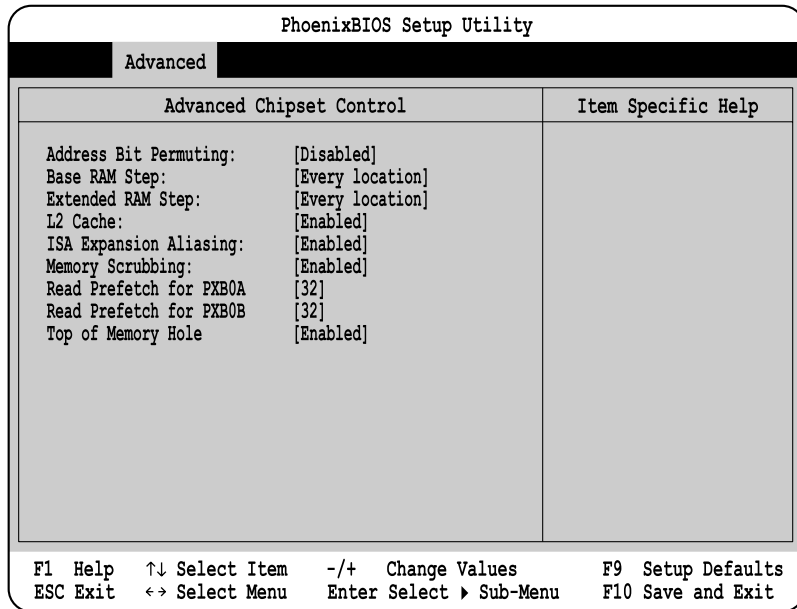 PhoenixBIOS Setup Utility
Advanced
Advanced Chipset Control
Item Specific Help
Address Bit Permuting: [Disabled]
Base RAM Step: [Every location]
Extended RAM Step: [Every location]
L2 Cache: [Enabled]
ISA Expansion Aliasing: [Enabled]
Memory Scrubbing: [Enabled]
Read Prefetch for PXB0A [32]
Read Prefetch for PXB0B [32]
Top of Memory Hole [Enabled]
F1 Help ↑↓ Select Item -/+ Change Values F9 Setup Defaults
ESC Exit ←→ Select Menu Enter Select ▶ Sub-Menu F10 Save and Exit